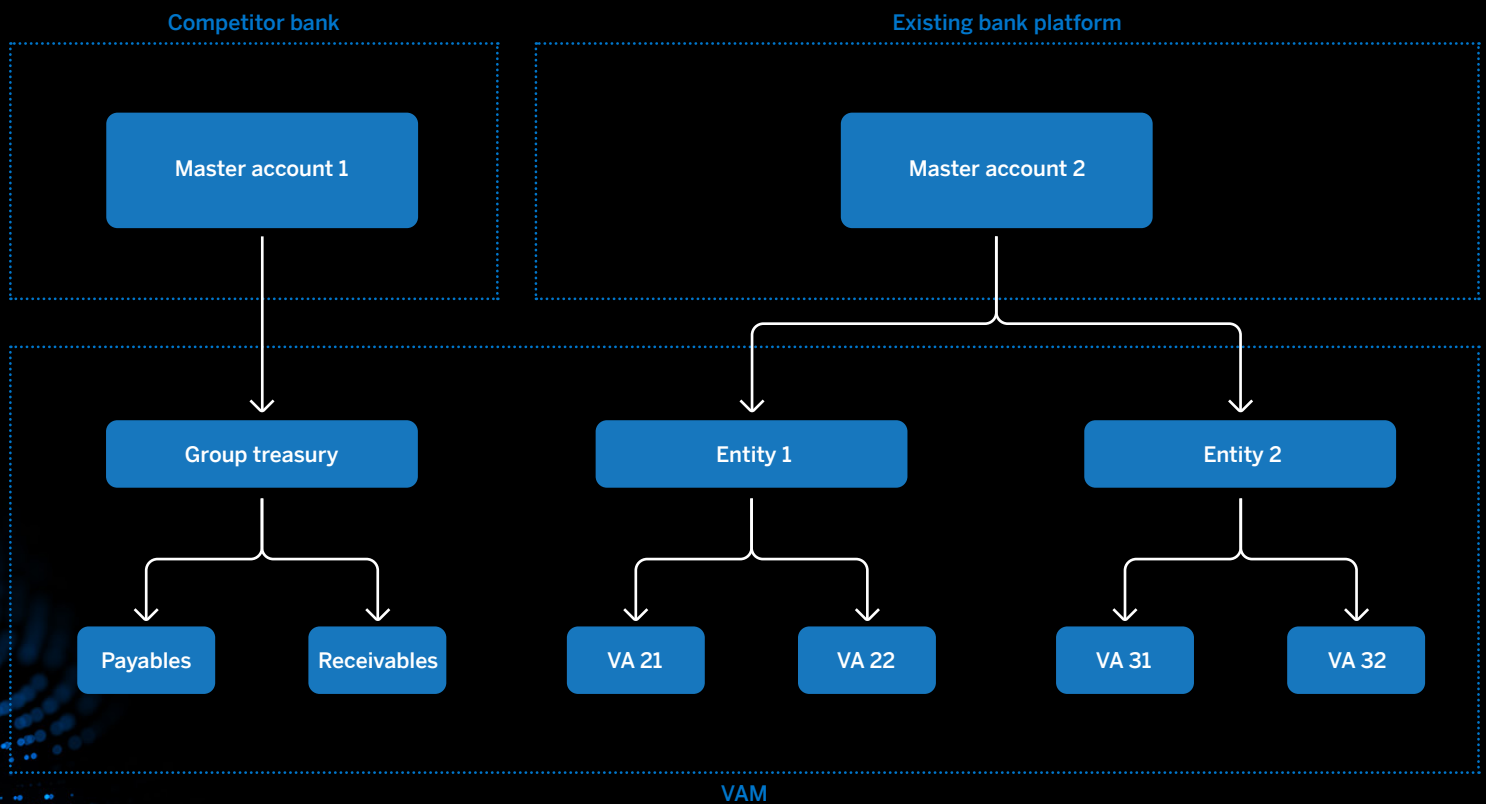 Competitor bank
Existing bank platform
Master account 1
Master account 2
Group treasury
Entity 1
Entity 2
Payables
Receivables
VA 21
VA 22
VA 31
VA 32
VAM